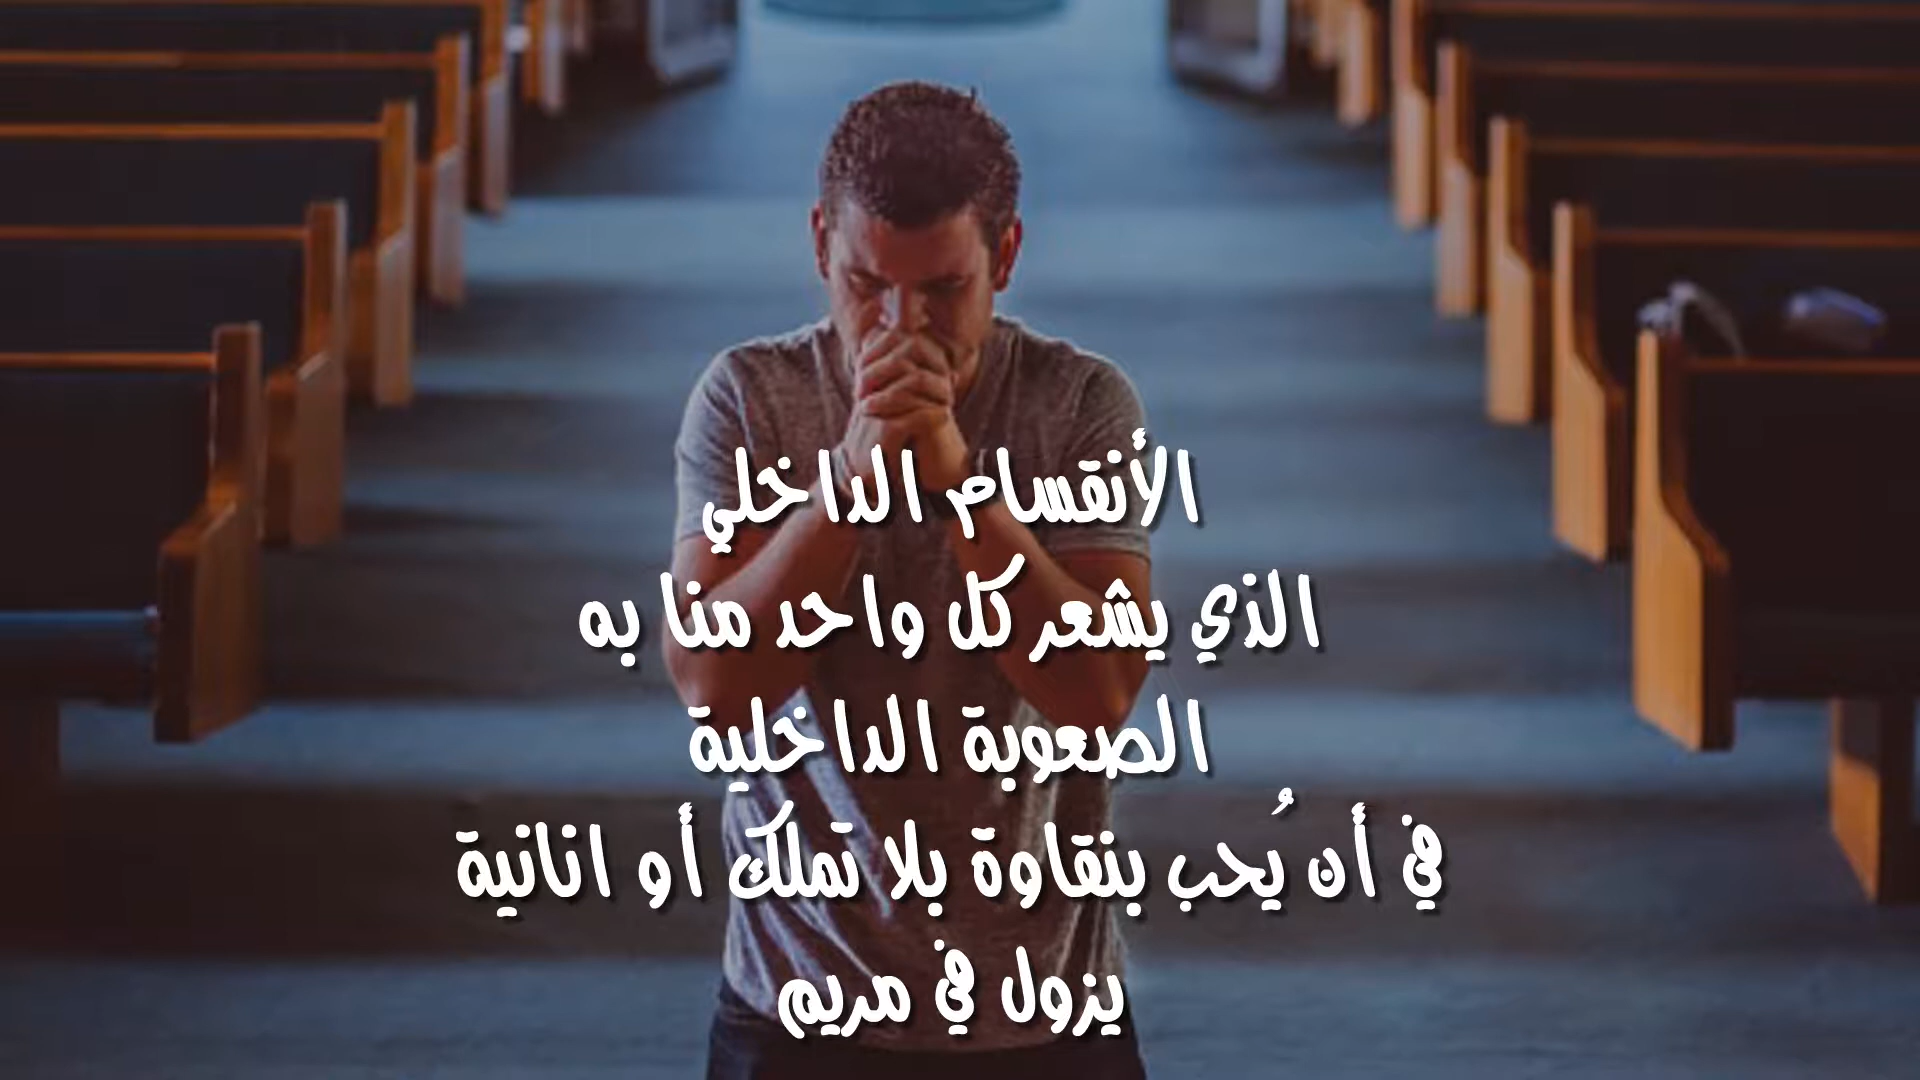 الأنقسام الداخلي
الذي يشعر كل واحد منا به
الصعوبة الداخلية
في أن يُحب بنقاوة بلا تملك أو انانية
يزول في مريم